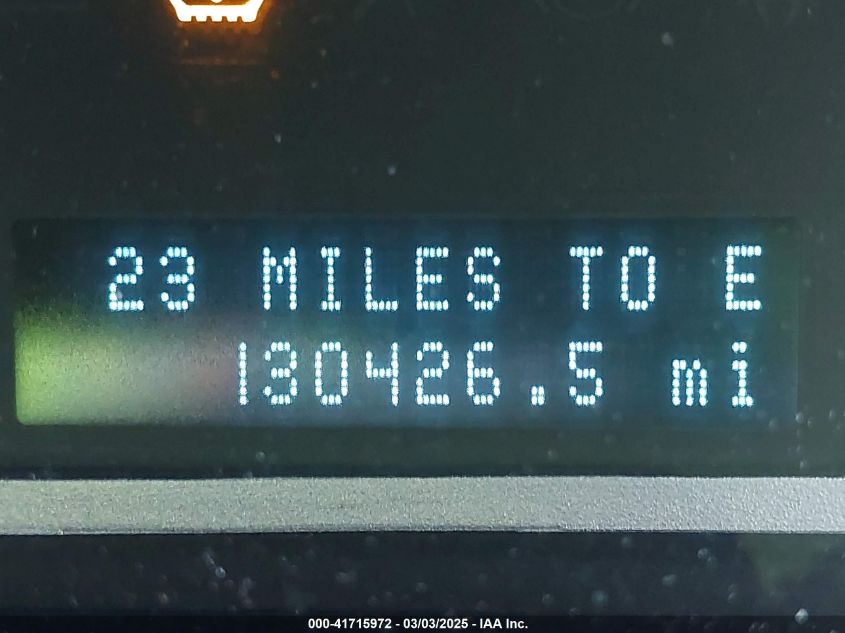 23 MILES TO E
130426.5 mi
000-41715972 - 03/03/2025 - IAA Inc.